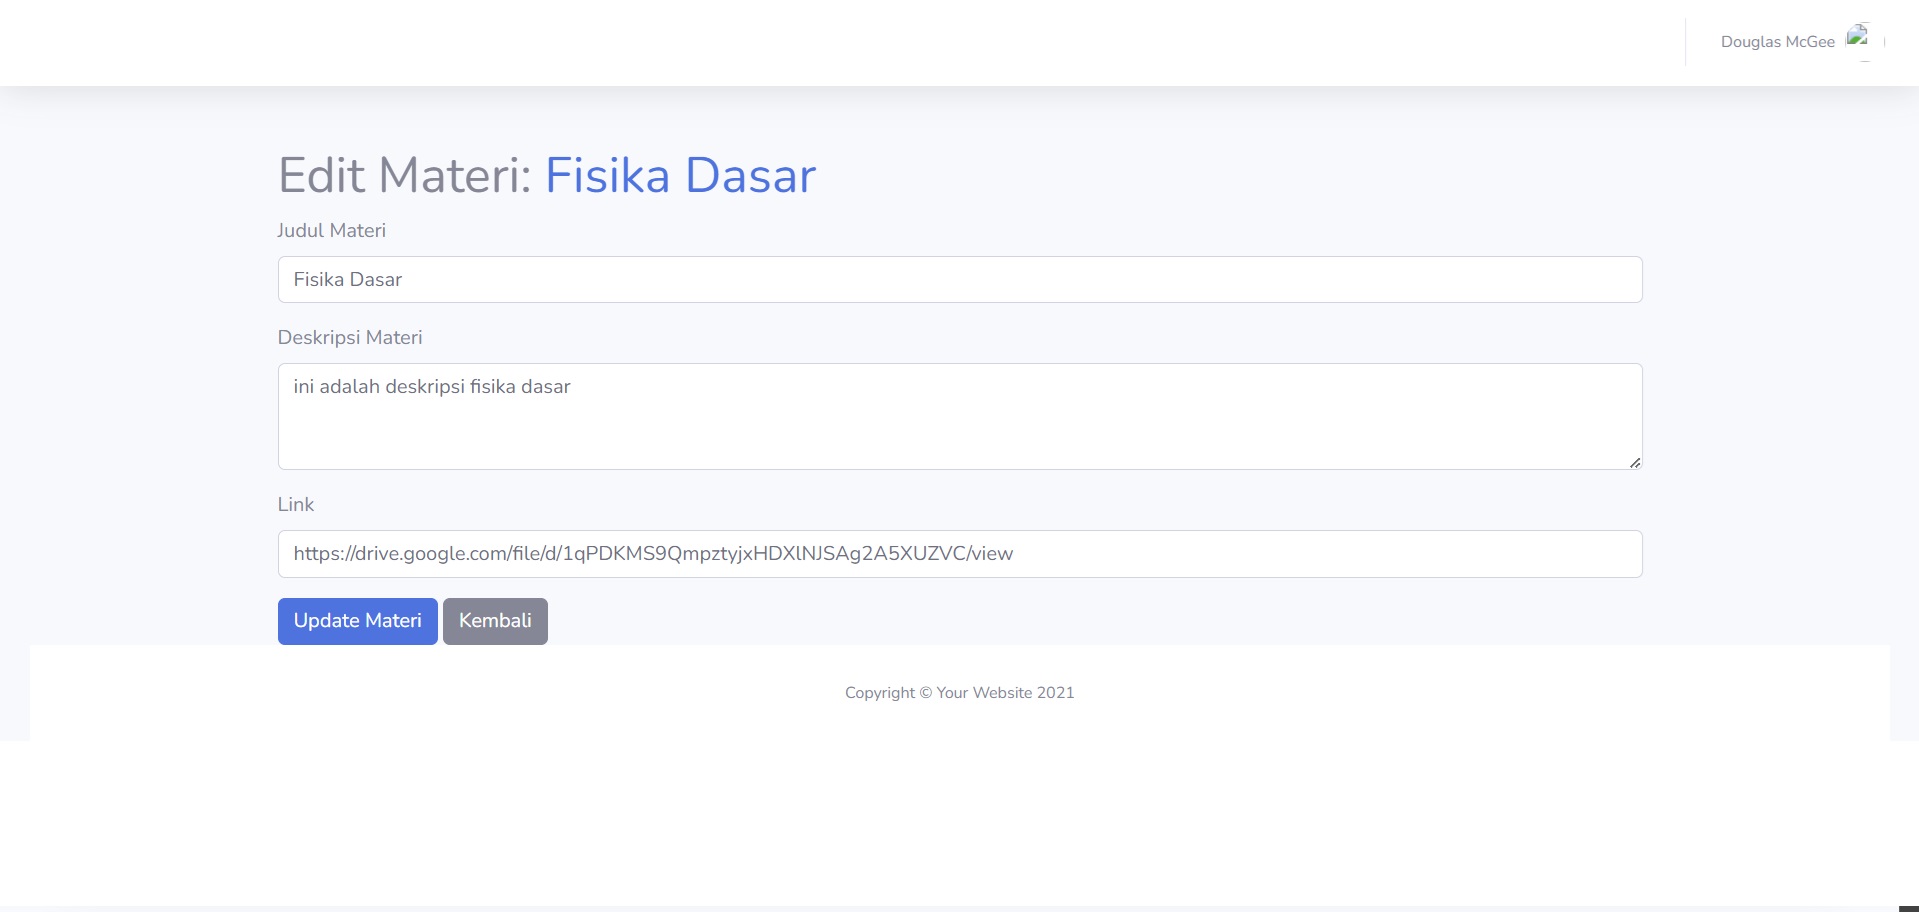 Douglas McGee
Edit Materi: Fisika Dasar
Judul Materi
Fisika Dasar
Deskripsi Materi
ini adalah deskripsi fisika dasar
Link
https://drive.google.com/file/d/1qPDKMS9QmpztyjxHDXlNJSAg2A5XUZVC/view
Update Materi Kembali
Copyright © Your Website 2021